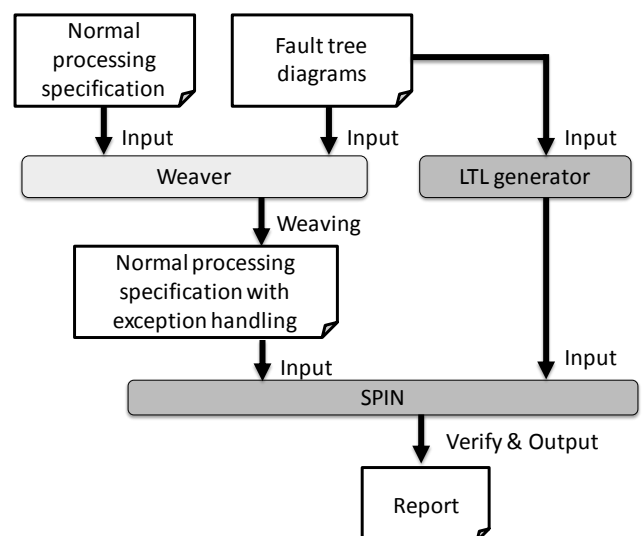 Normal
processing
specification
Fault tree
diagrams
Input
Input
Input
Weaver
LTL generator
Weaving
Normal processing
specification with
exception handling
Input
Input
SPIN
Verify & Output
Report